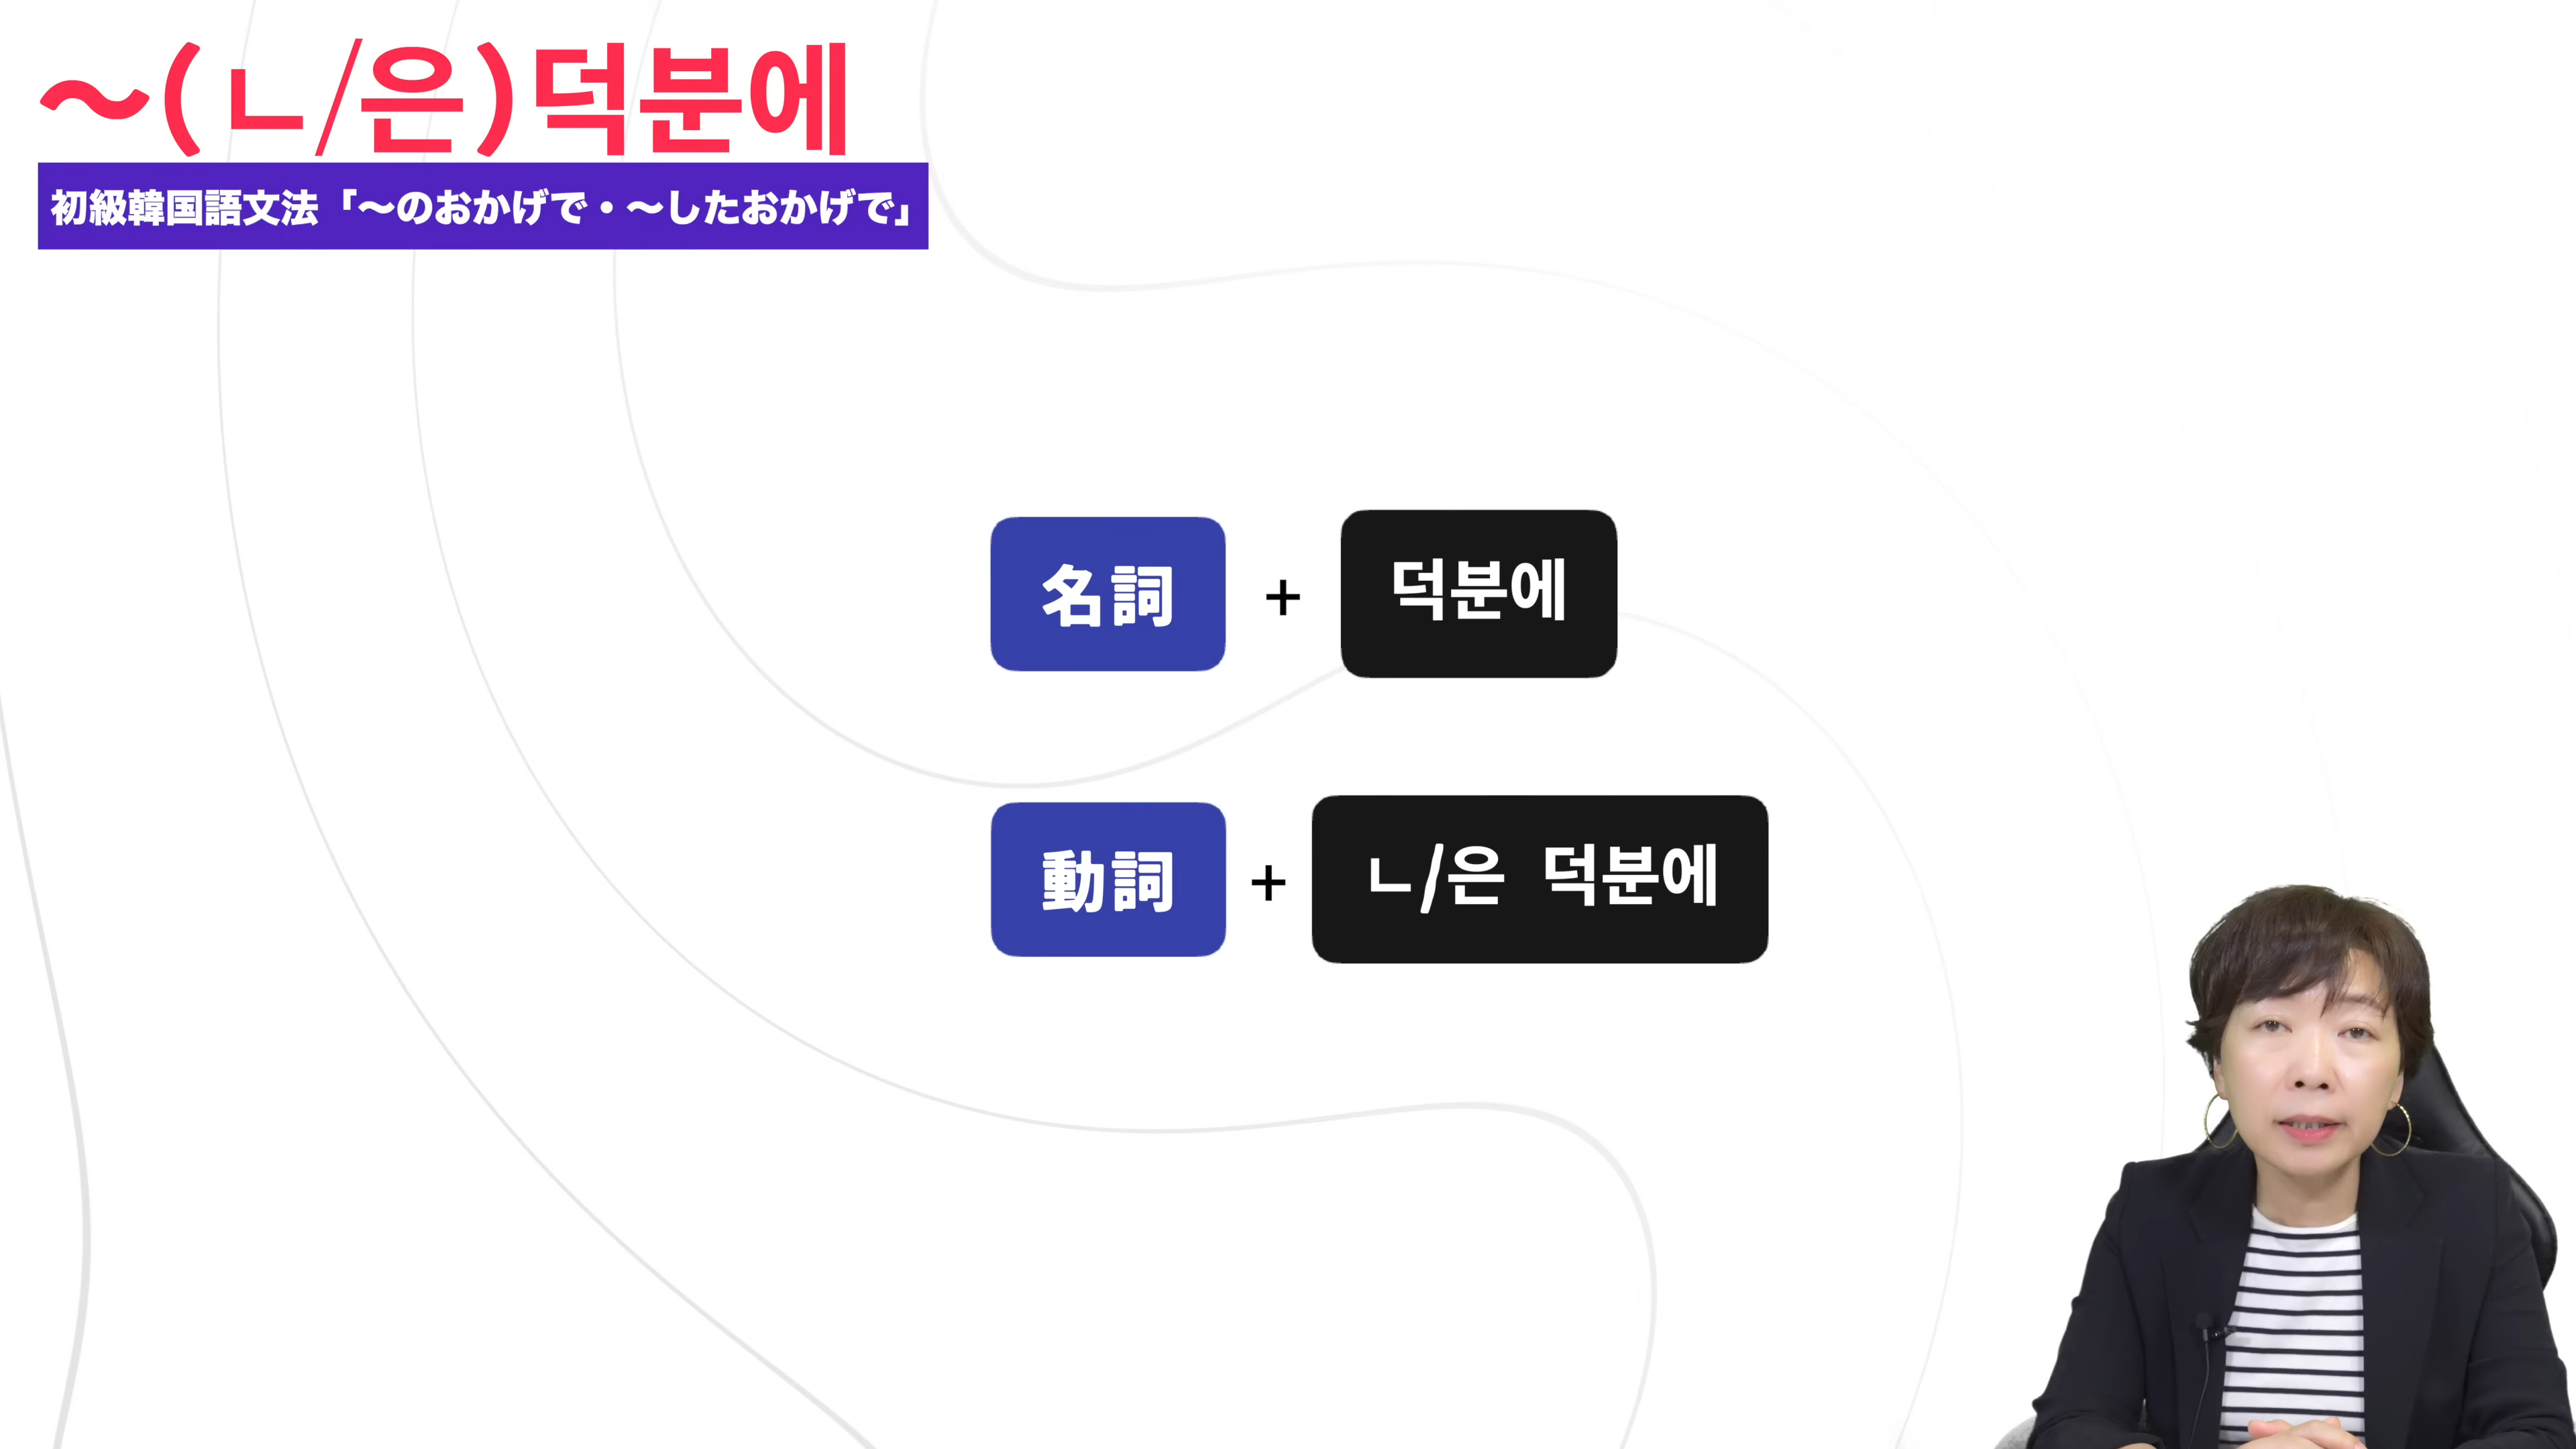 〜(ㄴ/은)덕분에
初級韓国語文法「〜のおかげで・〜したおかげで」
名詞 + 덕분에
動詞 + ㄴ/은 덕분에